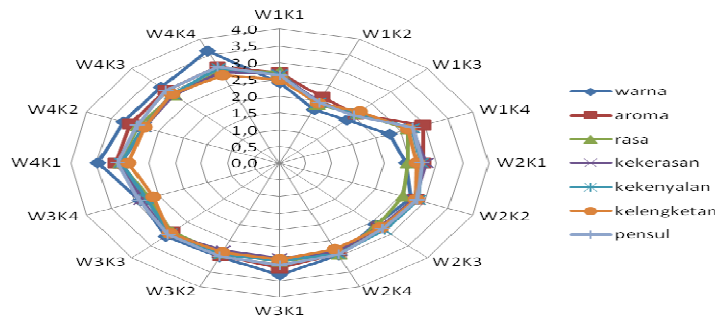 W1K1
W1K2
W1K3
W1K4
W2K1
W2K2
W2K3
W2K4
W3K1
W3K2
W3K3
W3K4
W4K1
W4K2
W4K3
W4K4
4.0
3.5
3.0
2.5
2.0
1.5
1.0
0.5
0.0
warna
aroma
rasa
kekerasan
kekenyalan
kelengketan
pensul